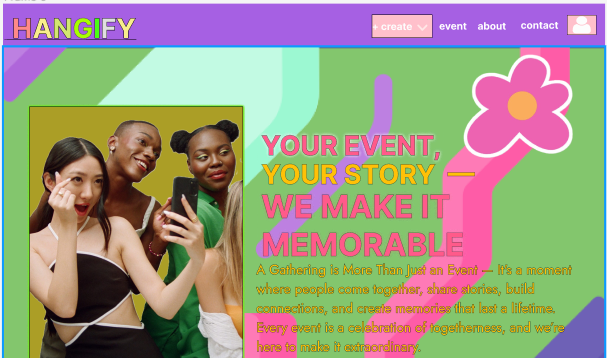 HANGIFY
+ create
event
about
contact
YOUR EVENT,
YOUR STORY —
WE MAKE IT
MEMORABLE
A Gathering is More Than Just an Event — it's a moment
where people come together, share stories, build
connections, and create memories that last a lifetime.
Every event is a celebration of togetherness, and we're
here to make it extraordinary.